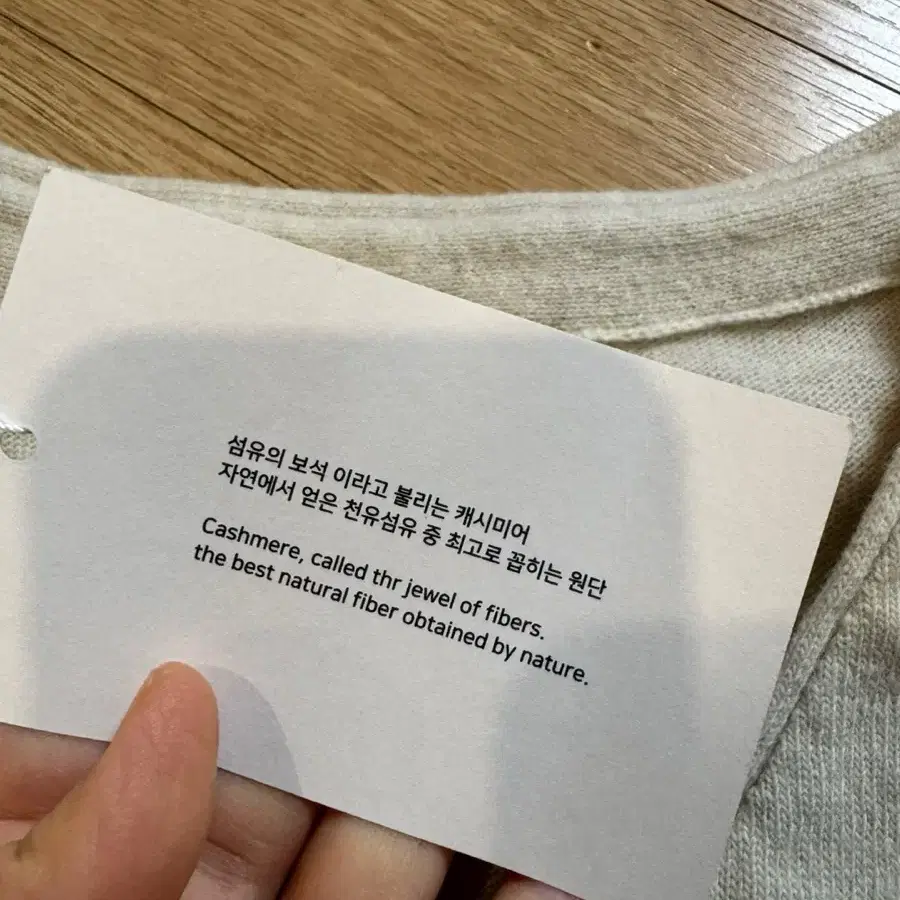 섬유의 보석 이라고 불리는 캐시미어
자연에서 얻은 천유섬유 중 최고로 꼽히는 원단
Cashmere, called thr jewel of fibers.
the best natural fiber obtained by nature.